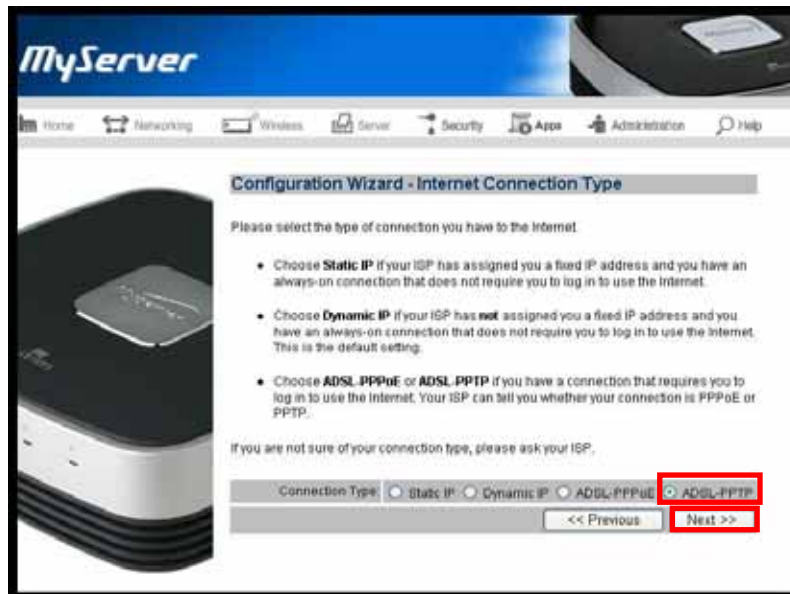 MyServer
Home Networking Wireless Server Security Apps Administration Help
Configuration Wizard - Internet Connection Type
Please select the type of connection you have to the Internet
• Choose Static IP if your ISP has assigned you a fixed IP address and you have an
always-on connection that does not require you to log in to use the Internet.
• Choose Dynamic IP if your ISP has not assigned you a fixed IP address and you
have an always-on connection that does not require you to log in to use the Internet.
This is the default setting.
• Choose ADSL-PPPoE or ADSL-PPTP if you have a connection that requires you to
log in to use the Internet. Your ISP can tell you whether your connection is PPPoE or
PPTP.
If you are not sure of your connection type, please ask your ISP.
Connection Type: Static IP Dynamic IP ADSL-PPPoE ADSL-PPTP
<< Previous Next >>